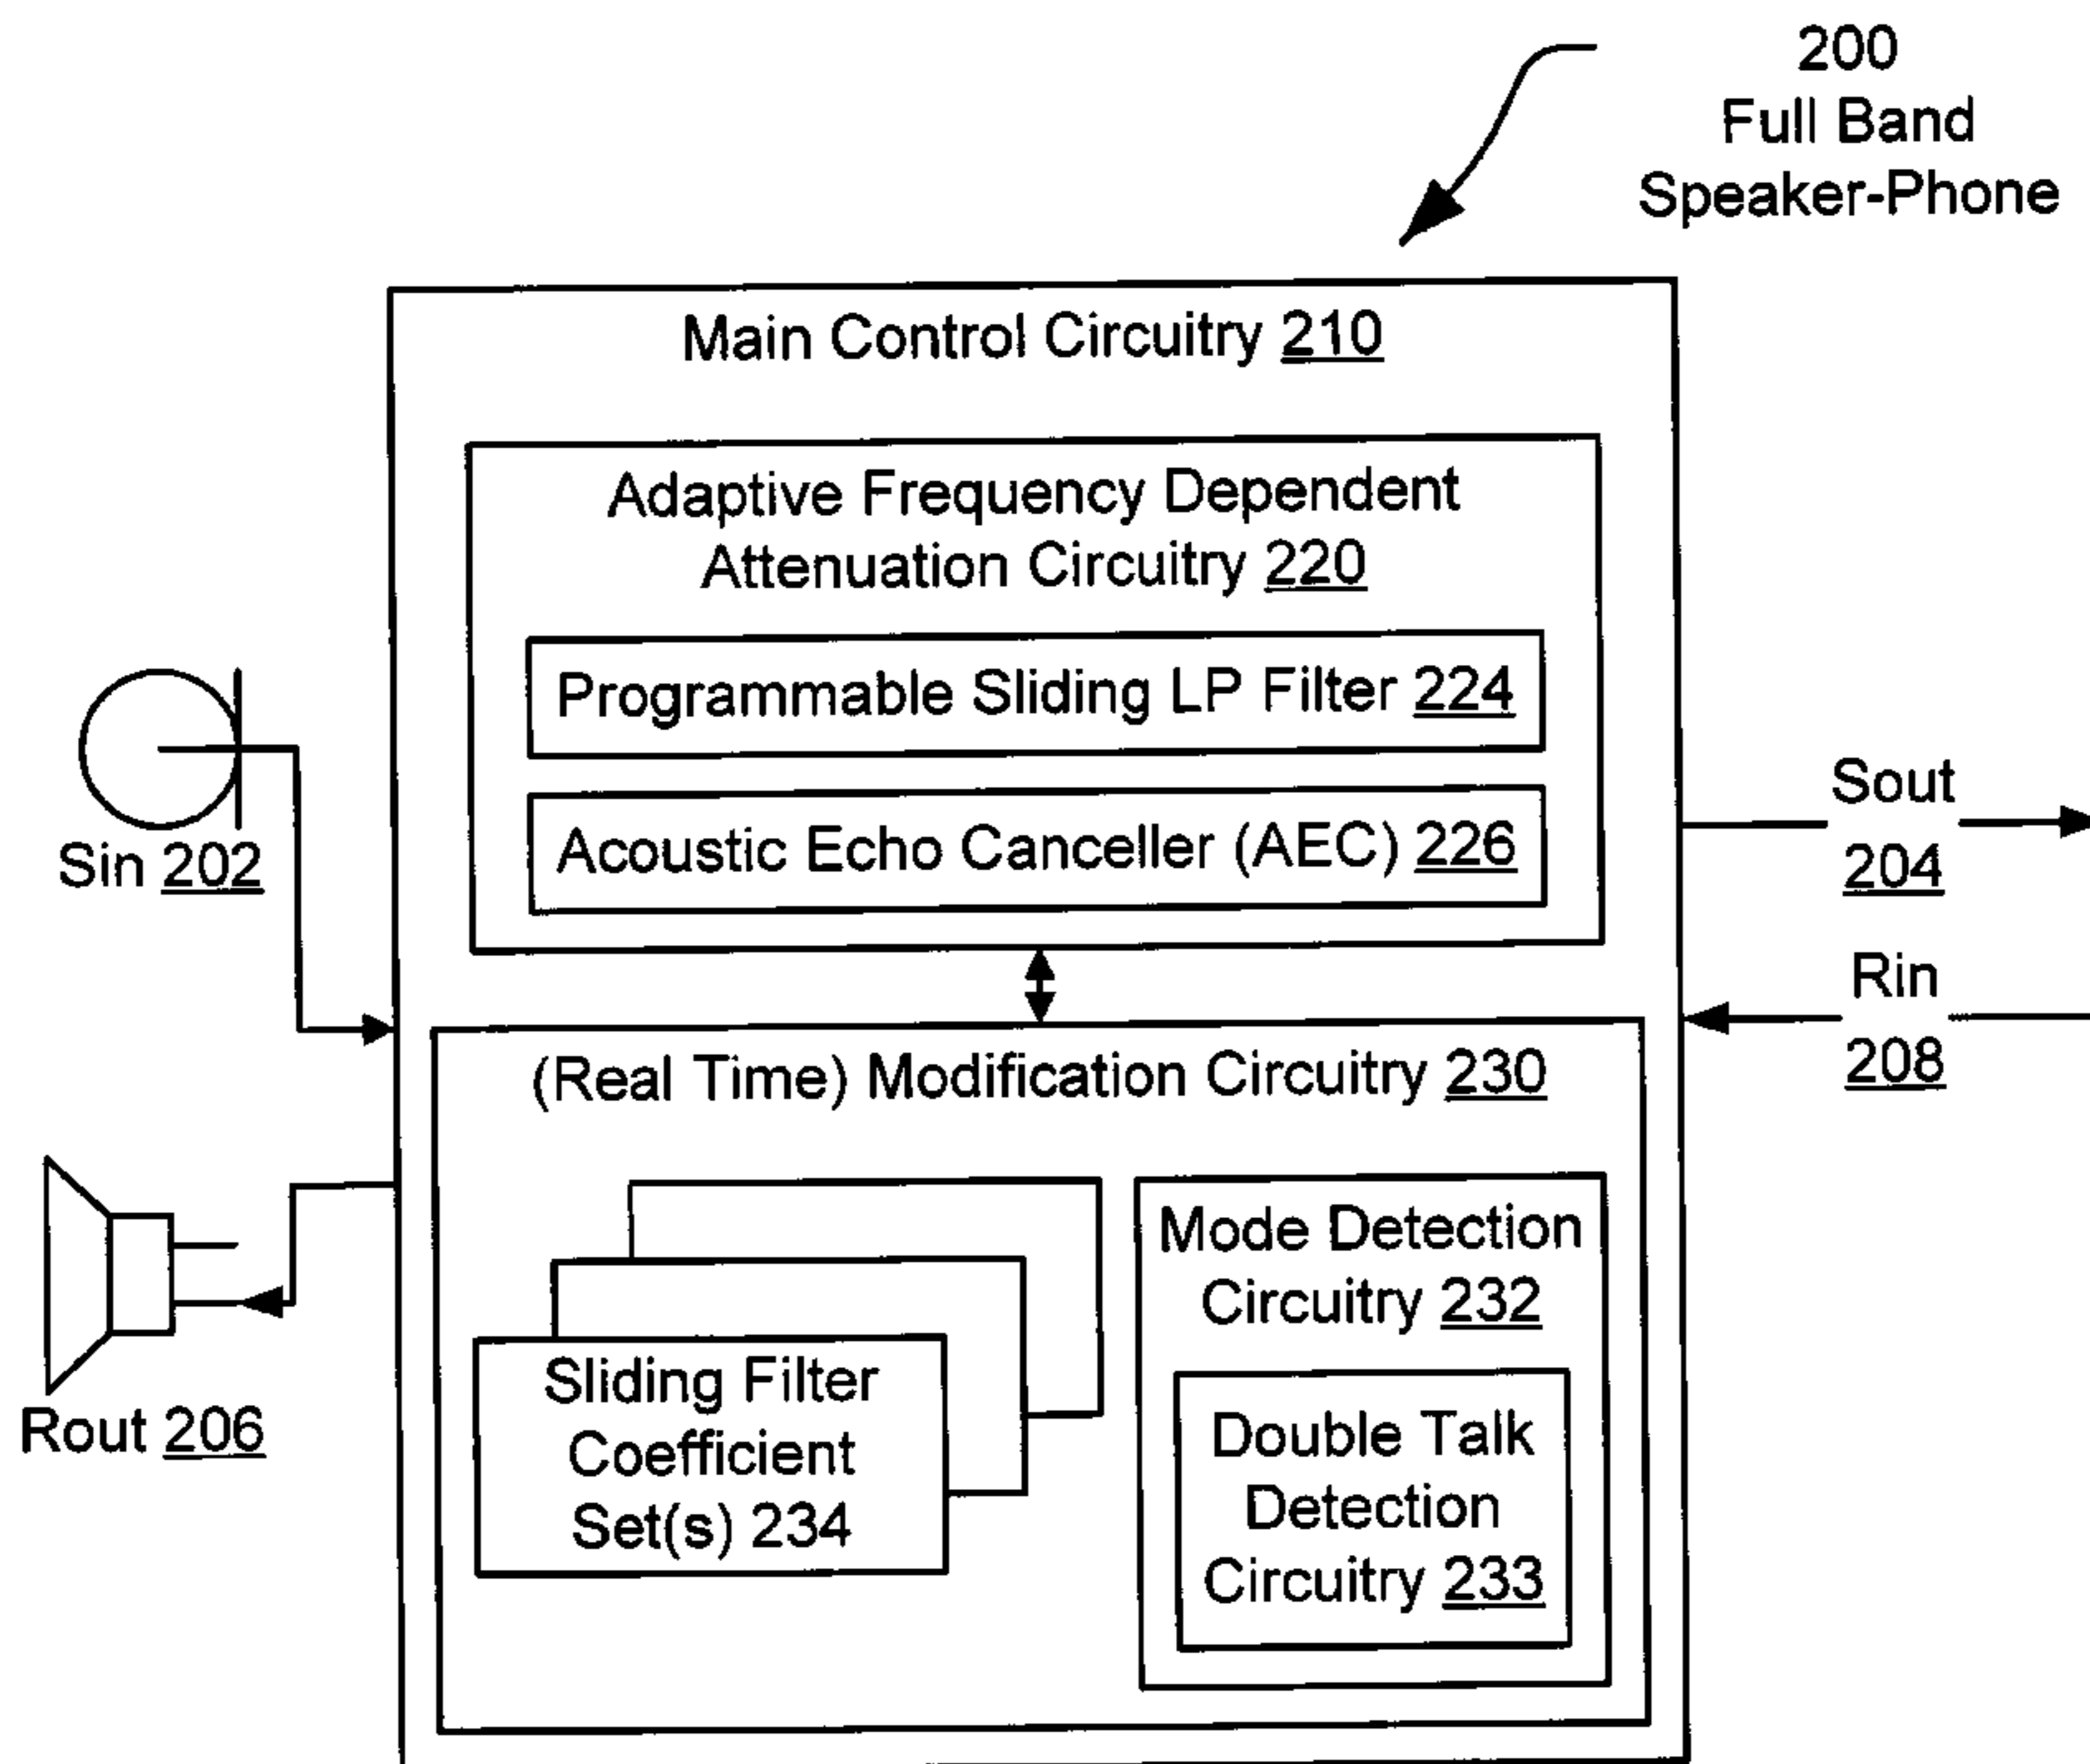 200
Full Band
Speaker-Phone
Main Control Circuitry 210
Adaptive Frequency Dependent
Attenuation Circuitry 220
Programmable Sliding LP Filter 224
Acoustic Echo Canceller (AEC) 226
Sin 202
Sout
204
Rin
208
(Real Time) Modification Circuitry 230
Rout 206
Sliding Filter
Coefficient
Set(s) 234
Mode Detection
Circuitry 232
Double Talk
Detection
Circuitry 233